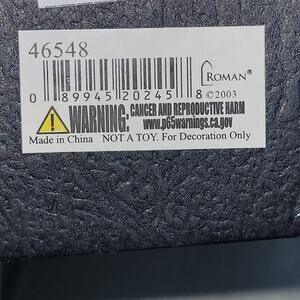 46548
ROMAN®
0 89945 20245 8 ©2003
WARNING: CANCER AND REPRODUCTIVE HARM
www.p65warnings.ca.gov
Made in China NOT A TOY. For Decoration Only